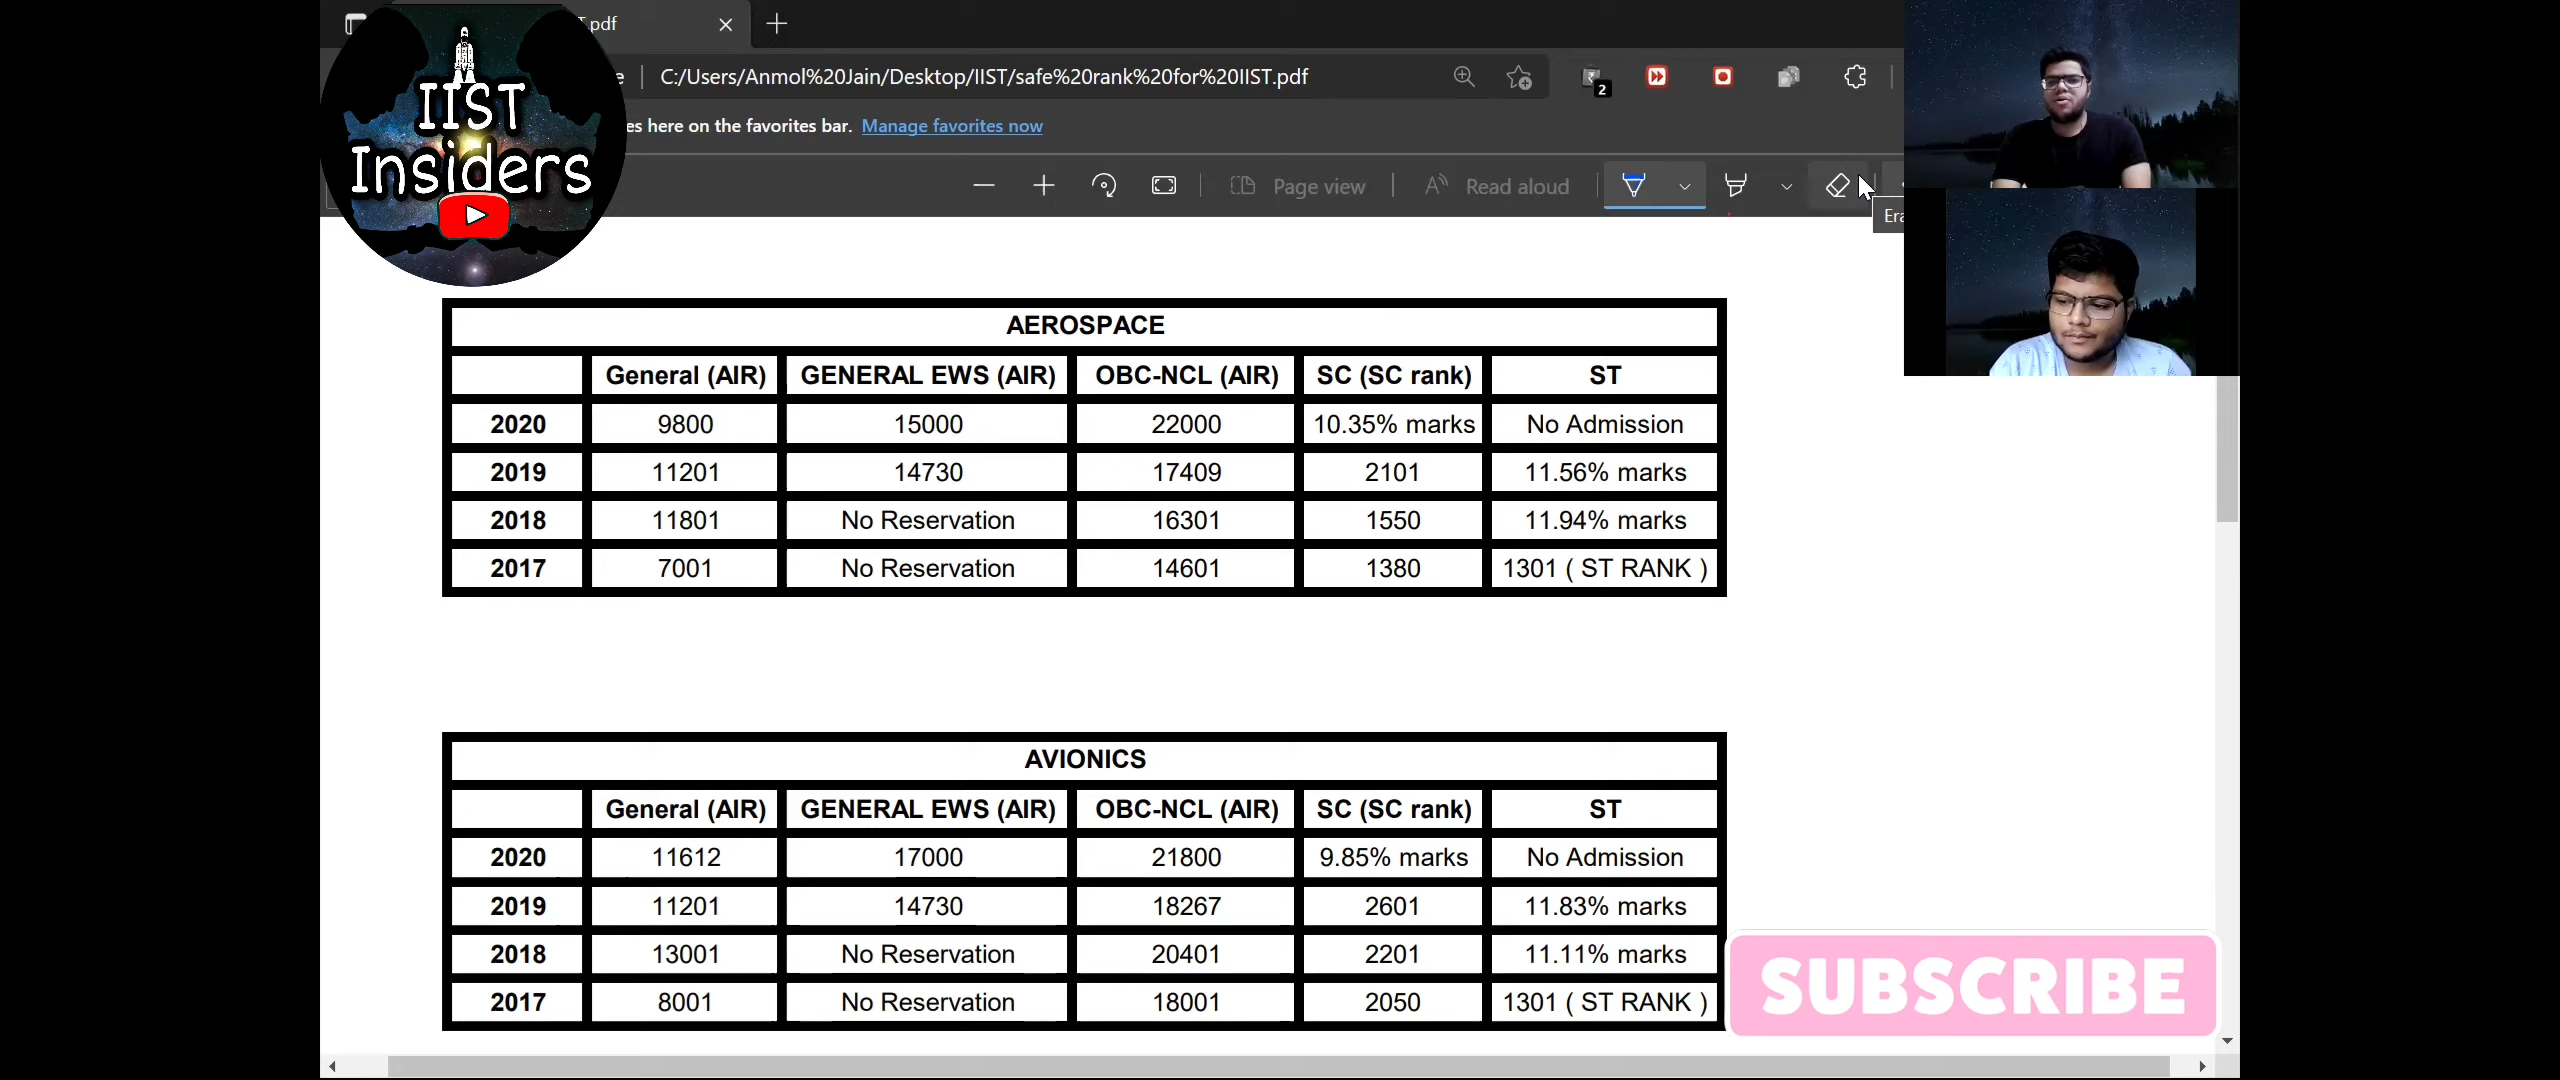 .pdf
C:/Users/Anmol%20Jain/Desktop/IIST/safe%20rank%20for%20IIST.pdf
2
es here on the favorites bar. Manage favorites now
IIST
Insiders
Page view
Read aloud
AEROSPACE
General (AIR) GENERAL EWS (AIR) OBC-NCL (AIR) SC (SC rank) ST
2020 9800 15000 22000 10.35% marks No Admission
2019 11201 14730 17409 2101 11.56% marks
2018 11801 No Reservation 16301 1550 11.94% marks
2017 7001 No Reservation 14601 1380 1301 ( ST RANK )
AVIONICS
General (AIR) GENERAL EWS (AIR) OBC-NCL (AIR) SC (SC rank) ST
2020 11612 17000 21800 9.85% marks No Admission
2019 11201 14730 18267 2601 11.83% marks
2018 13001 No Reservation 20401 2201 11.11% marks
2017 8001 No Reservation 18001 2050 1301 ( ST RANK )
SUBSCRIBE